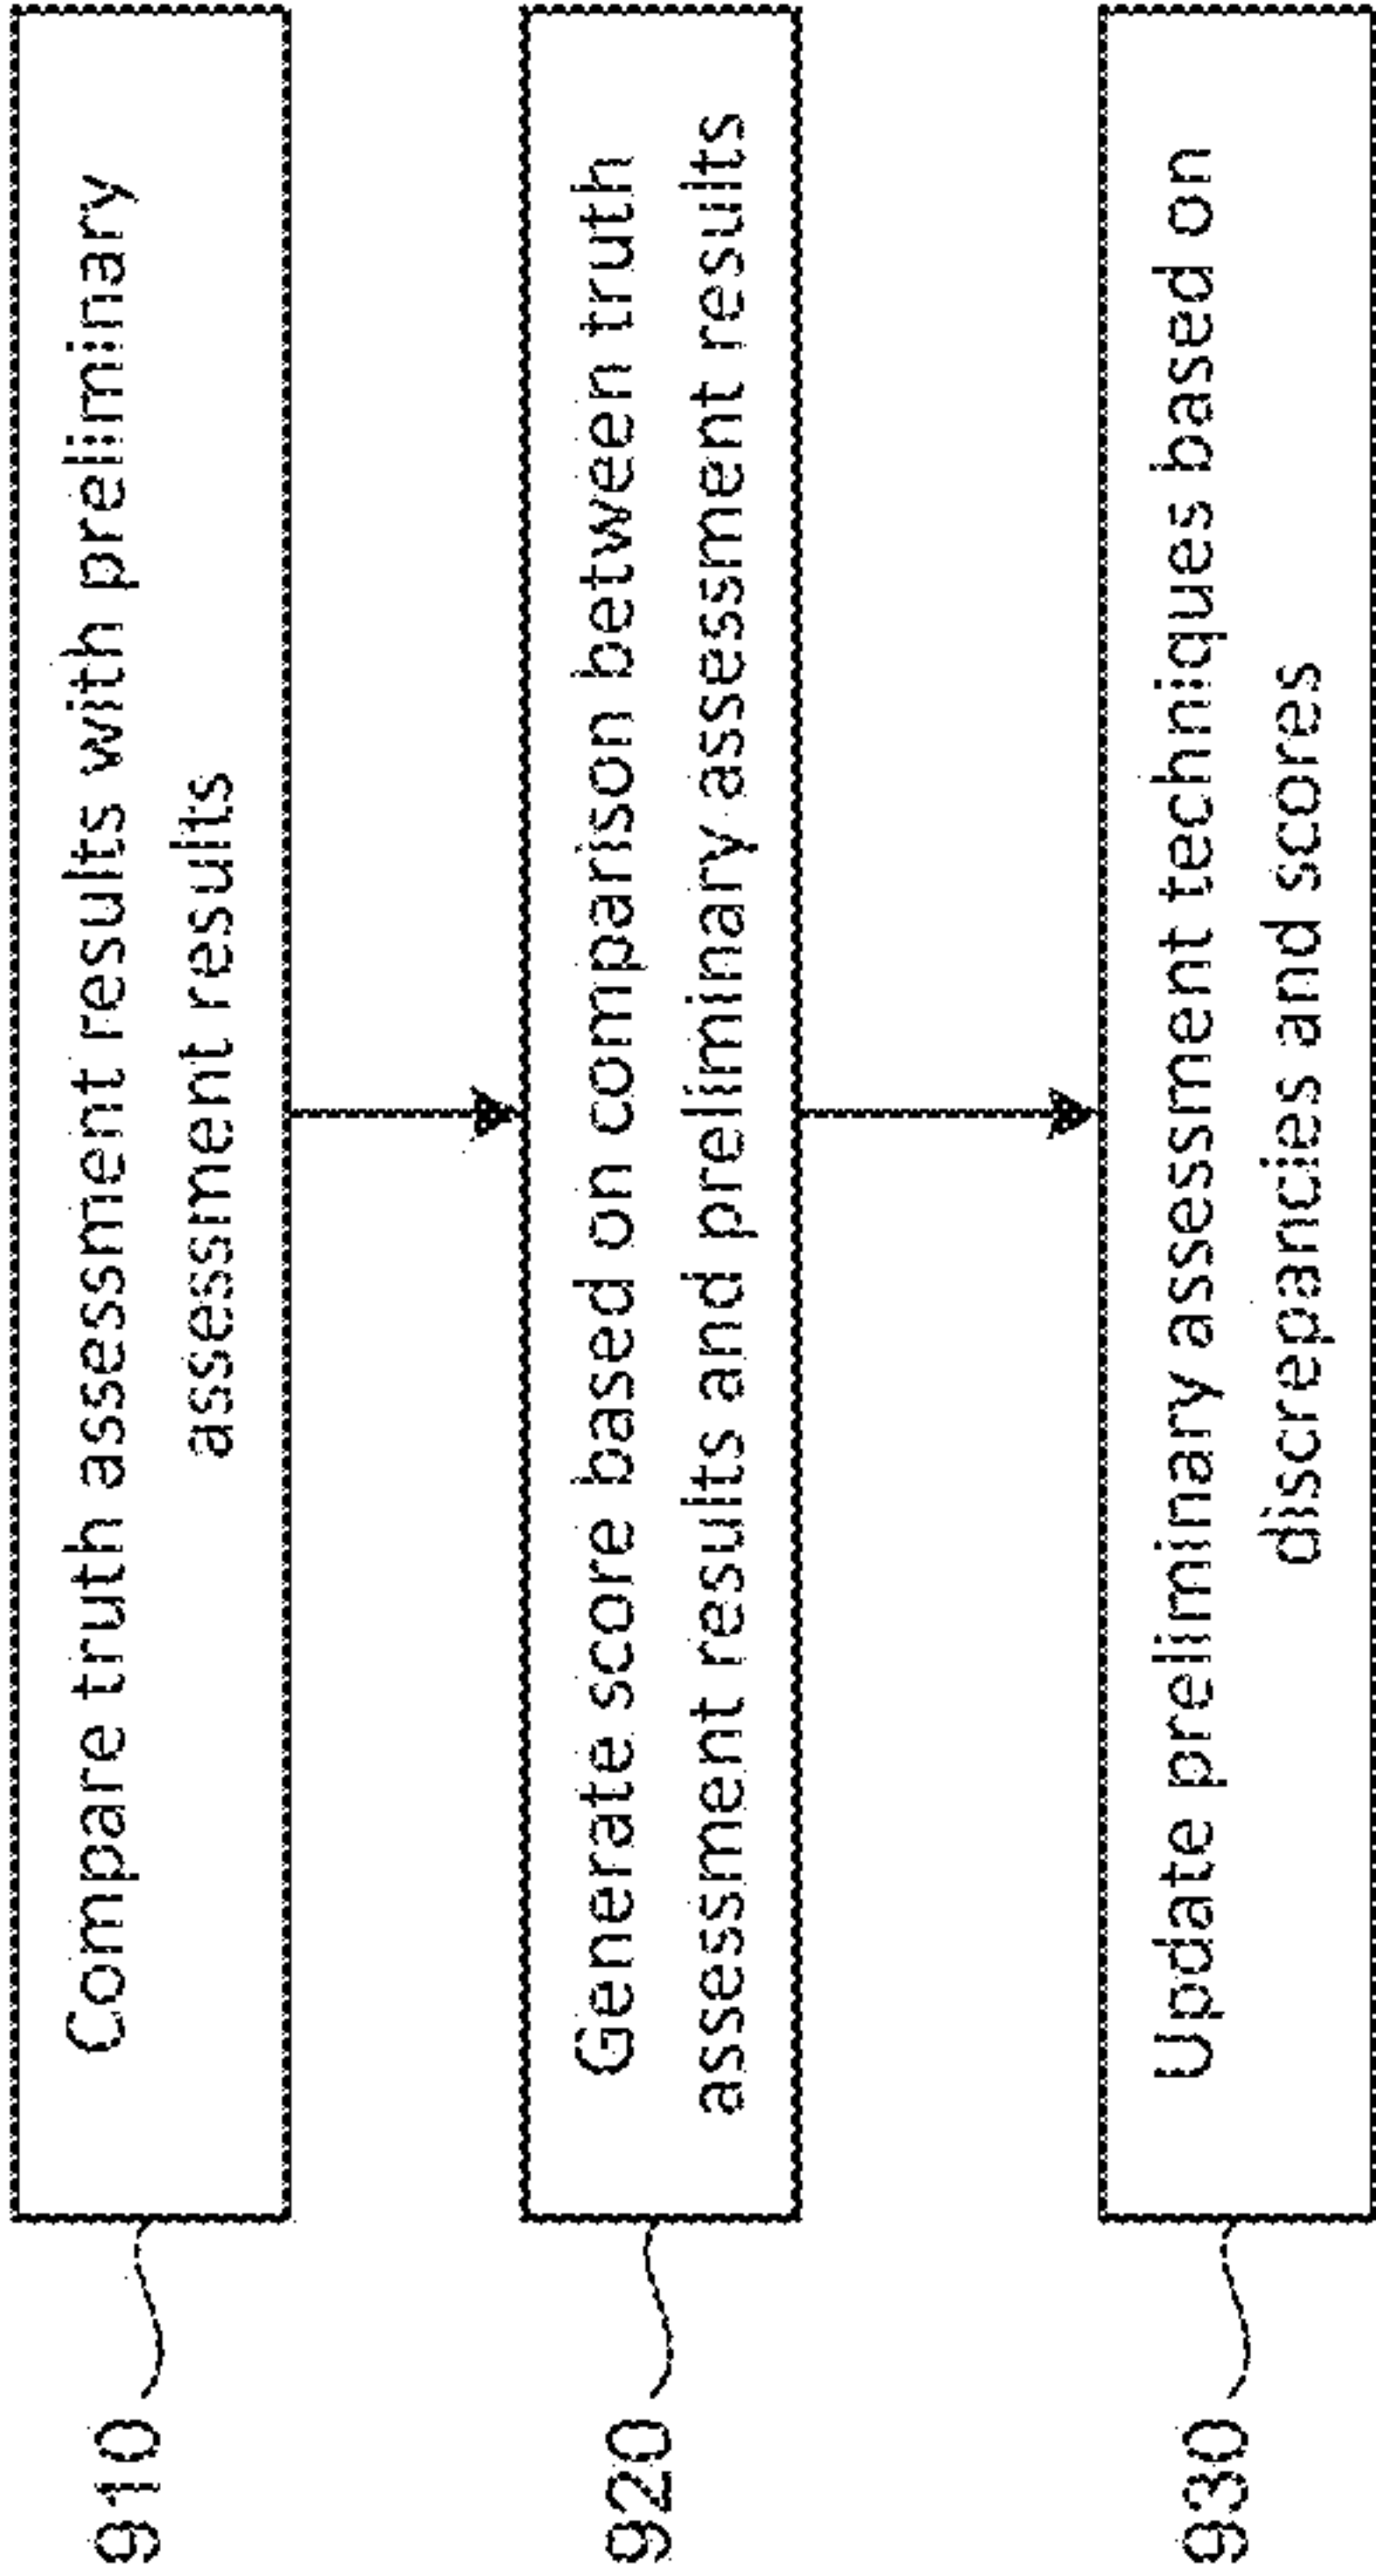 910
Compare truth assessment results with preliminary
assessment results
920
Generate score based on comparison between truth
assessment results and preliminary assessment results
930
Update preliminary assessment techniques based on
discrepancies and scores